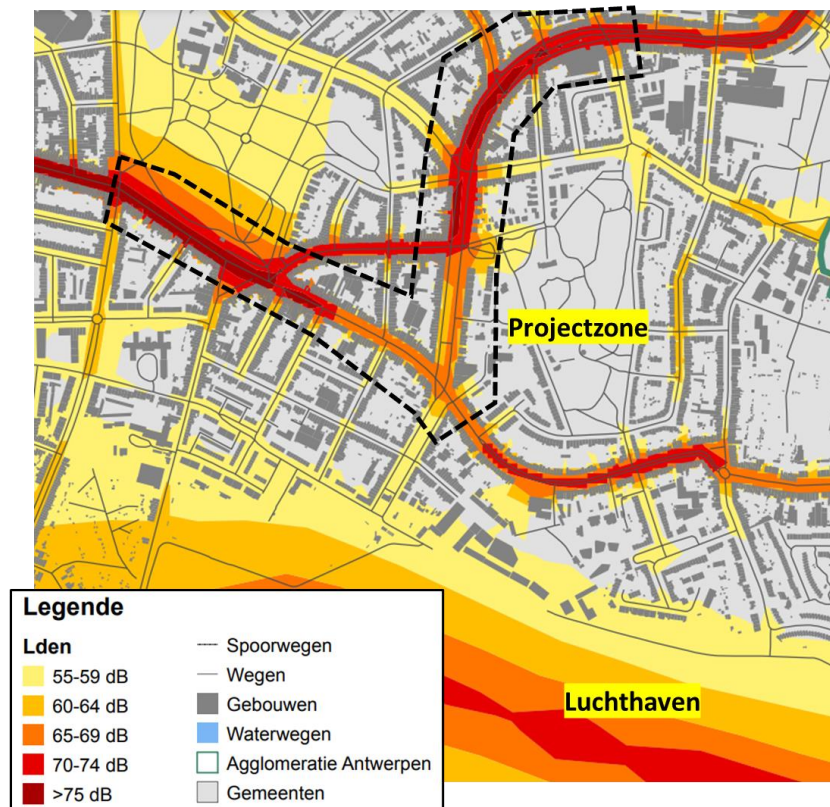 Projectzone
Luchthaven
Legende
Lden
55-59 dB
60-64 dB
65-69 dB
70-74 dB
>75 dB
Spoorwegen
Wegen
Gebouwen
Waterwegen
Agglomeratie Antwerpen
Gemeenten